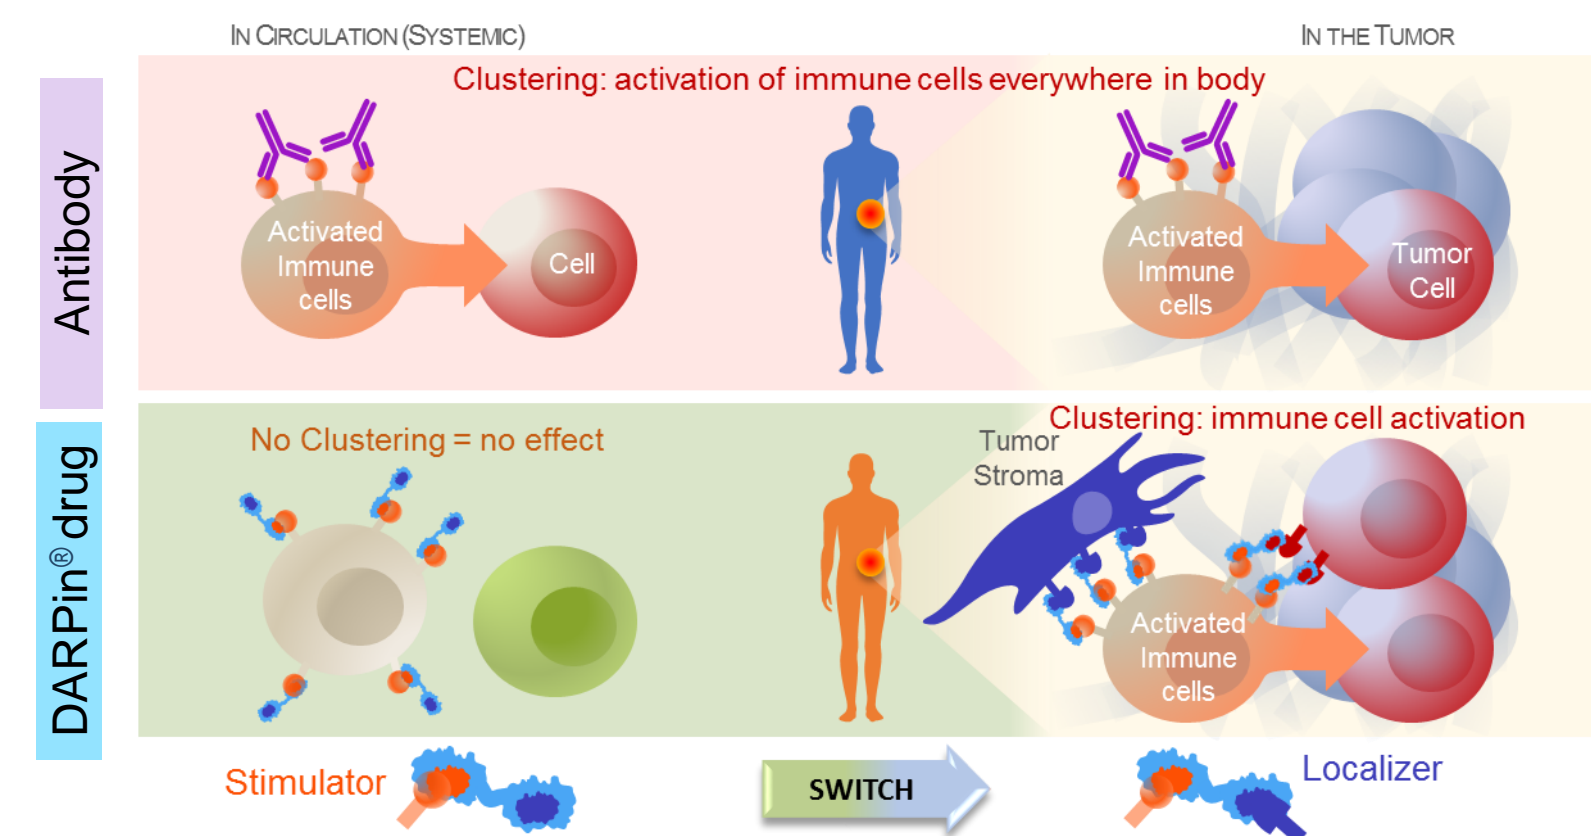 IN CIRCULATION (SYSTEMIC)
IN THE TUMOR
Antibody
Clustering: activation of immune cells everywhere in body
Activated
Immune
cells
Cell
Activated
Immune
cells
Tumor
Cell
DARPin® drug
No Clustering = no effect
Clustering: immune cell activation
Tumor
Stroma
Activated
Immune
cells
Stimulator
SWITCH
Localizer